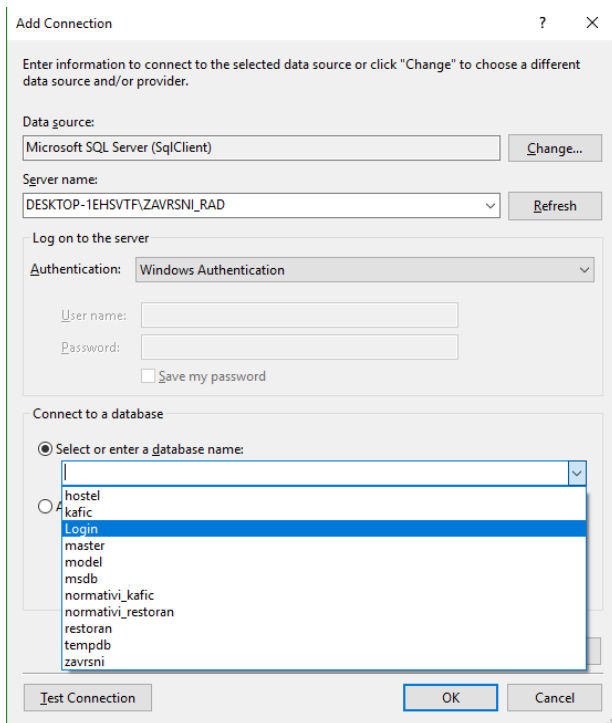 Add Connection ?
Enter information to connect to the selected data source or click "Change" to choose a different
data source and/or provider.
Data source:
Microsoft SQL Server (SqlClient)
Change...
Server name:
DESKTOP-1EHSVTF\ZAVRSNI_RAD
Refresh
Log on to the server
Authentication:
Windows Authentication
User name:
Password:
Save my password
Connect to a database
Select or enter a database name:
hostel
kafic
Login
master
model
msdb
normativi_kafic
normativi_restoran
restoran
tempdb
zavrsni
Test Connection
OK
Cancel